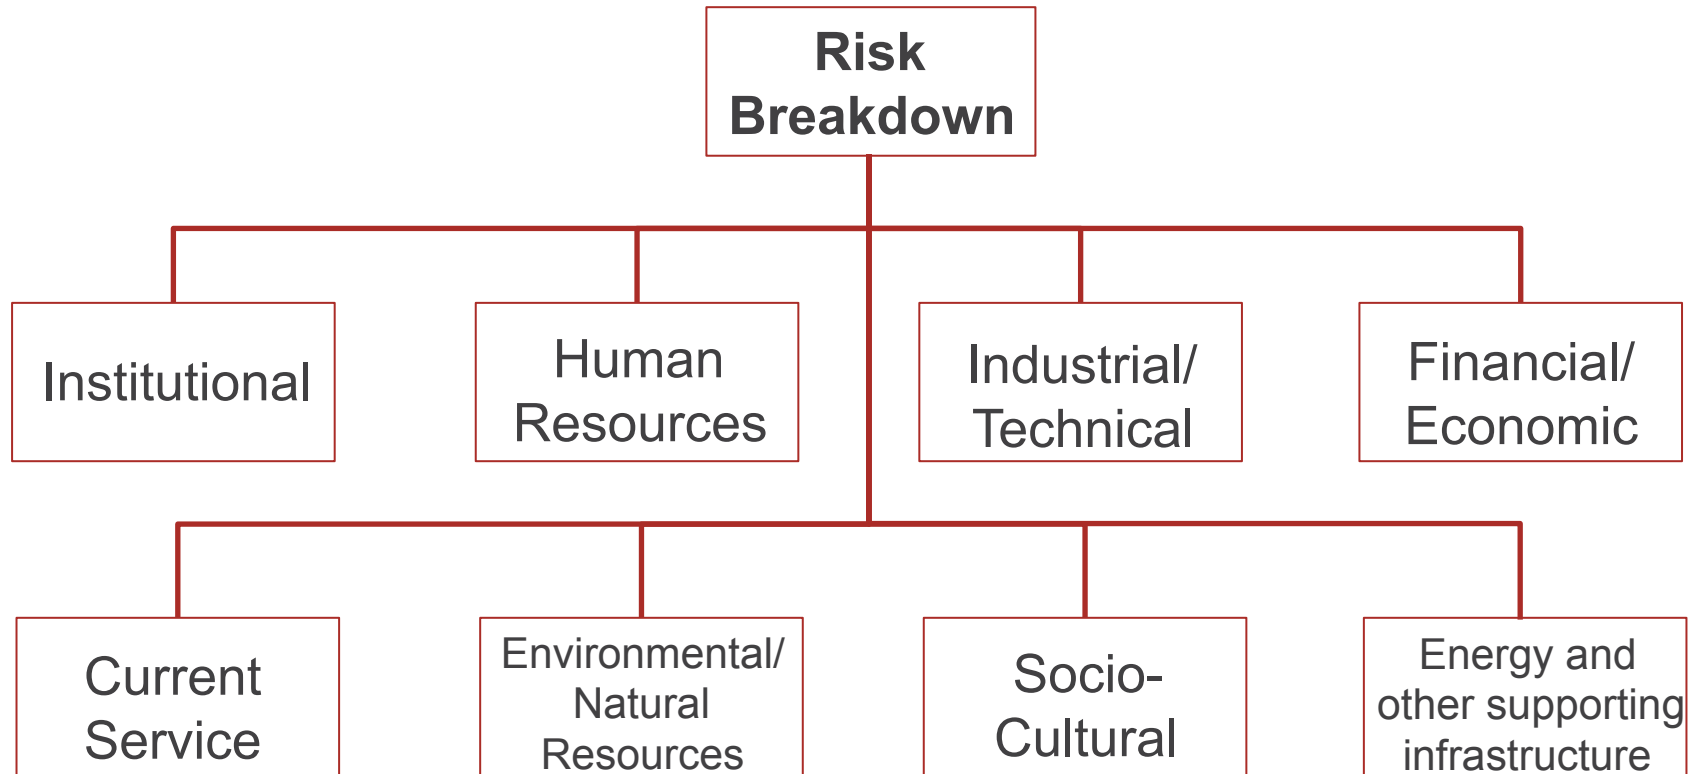 Risk
Breakdown
Institutional
Human
Resources
Industrial/
Technical
Financial/
Economic
Current
Service
Environmental/
Natural
Resources
Socio-
Cultural
Energy and
other supporting
infrastructure